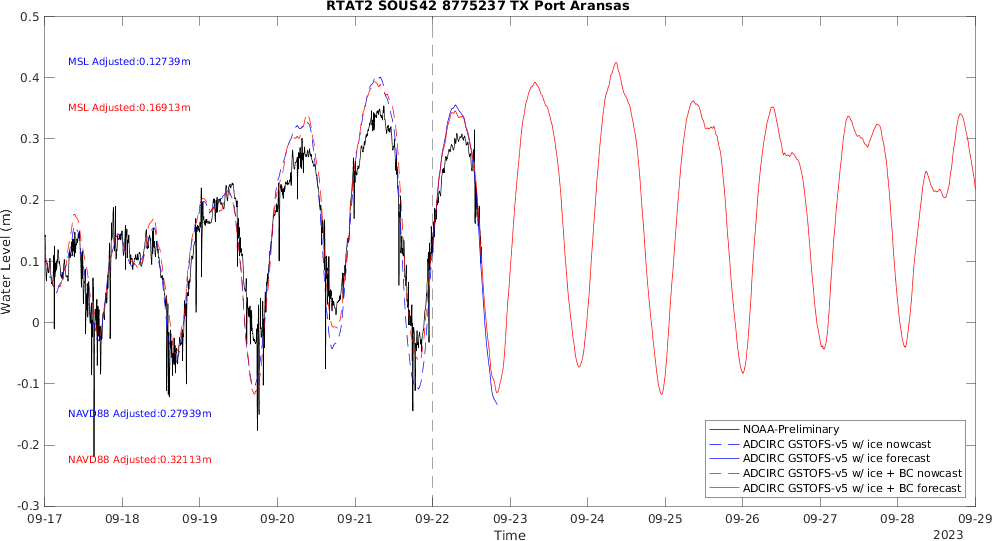 RTAT2 SOUS42 8775237 TX Port Aransas
0.5
0.4
0.3
0.2
0.1
0
-0.1
-0.2
-0.3
Water Level (m)
MSL Adjusted:0.12739m
MSL Adjusted:0.16913m
NAVD88 Adjusted:0.27939m
NAVD88 Adjusted:0.32113m
NOAA-Preliminary
ADCIRC GSTOFS-v5 w/ ice nowcast
ADCIRC GSTOFS-v5 w/ ice forecast
ADCIRC GSTOFS-v5 w/ ice + BC nowcast
ADCIRC GSTOFS-v5 w/ ice + BC forecast
09-17 09-18 09-19 09-20 09-21 09-22 09-23 09-24 09-25 09-26 09-27 09-28 09-29
Time
2023